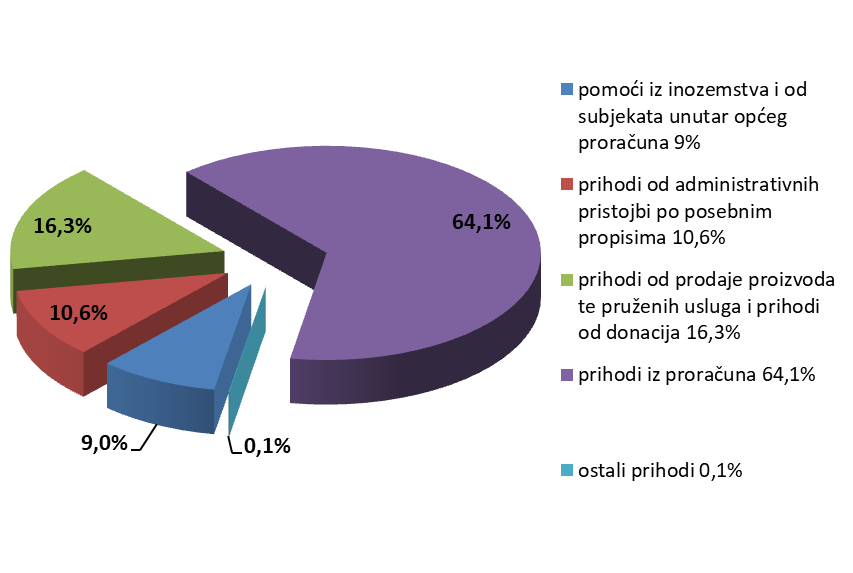 16,3%
64,1%
10,6%
9,0%
0,1%
pomoći iz inozemstva i od
subjekata unutar općeg
proračuna 9%
prihodi od administrativnih
pristojbi po posebnim
propisima 10,6%
prihodi od prodaje proizvoda
te pruženih usluga i prihodi
od donacija 16,3%
prihodi iz proračuna 64,1%
ostali prihodi 0,1%